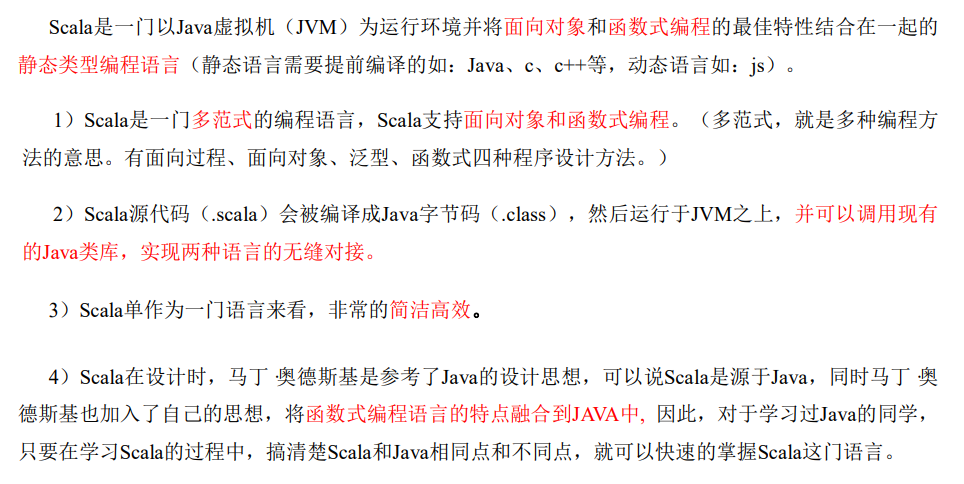 Scala是一门以Java虚拟机（JVM）为运行环境并将面向对象和函数式编程的最佳特性结合在一起的
静态类型编程语言（静态语言需要提前编译的如：Java、c、c++等，动态语言如：js）。
1）Scala是一门多范式的编程语言，Scala支持面向对象和函数式编程。（多范式，就是多种编程方
法的意思。有面向过程、面向对象、泛型、函数式四种程序设计方法。）
2）Scala源代码（.scala）会被编译成Java字节码（.class），然后运行于JVM之上，并可以调用现有
的Java类库，实现两种语言的无缝对接。
3）Scala单作为一门语言来看，非常的简洁高效。
4）Scala在设计时，马丁·奥德斯基是参考了Java的设计思想，可以说Scala是源于Java，同时马丁·奥
德斯基也加入了自己的思想，将函数式编程语言的特点融合到JAVA中, 因此，对于学习过Java的同学，
只要在学习Scala的过程中，搞清楚Scala和Java相同点和不同点，就可以快速的掌握Scala这门语言。